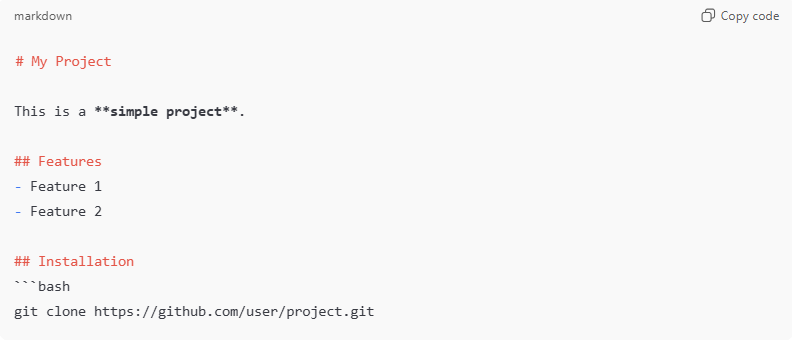 markdown
Copy code
# My Project
This is a **simple project**.
## Features
- Feature 1
- Feature 2
## Installation
```bash
git clone https://github.com/user/project.git